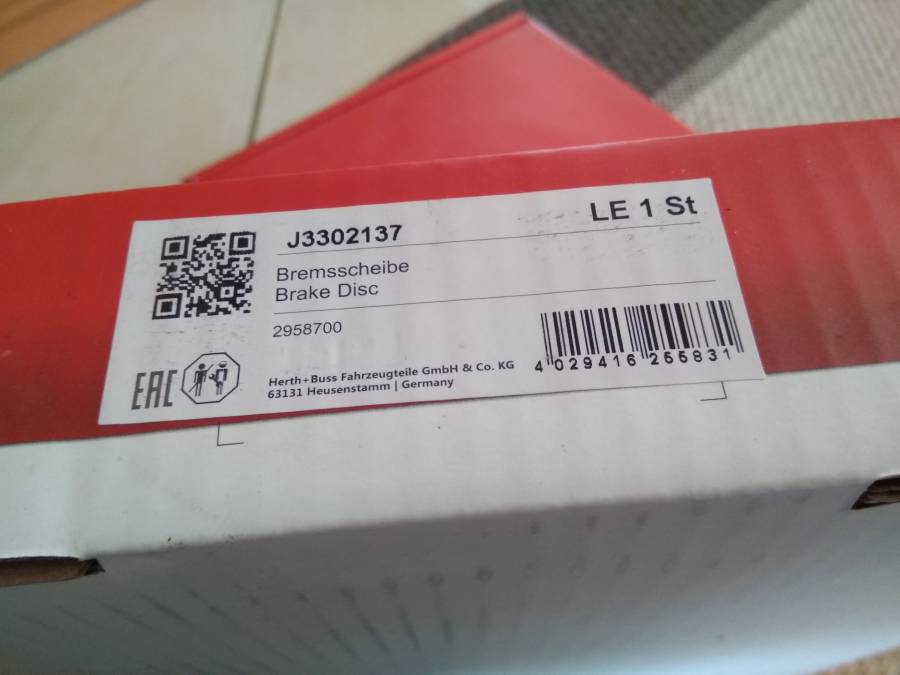 J3302137
LE 1 St
Bremsscheibe
Brake Disc
2958700
EAC
Herth+Buss Fahrzeugteile GmbH & Co. KG
63131 Heusenstamm | Germany
4 029416 255831